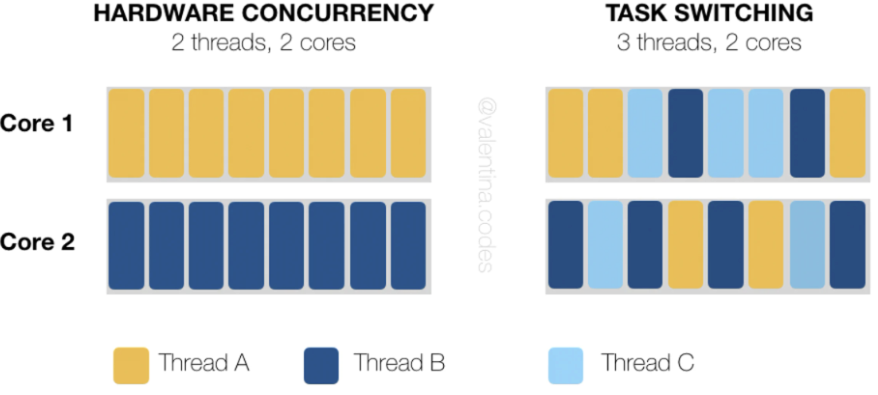 HARDWARE CONCURRENCY
2 threads, 2 cores
TASK SWITCHING
3 threads, 2 cores
Core 1
Core 2
@valentina.codes
Thread A
Thread B
Thread C